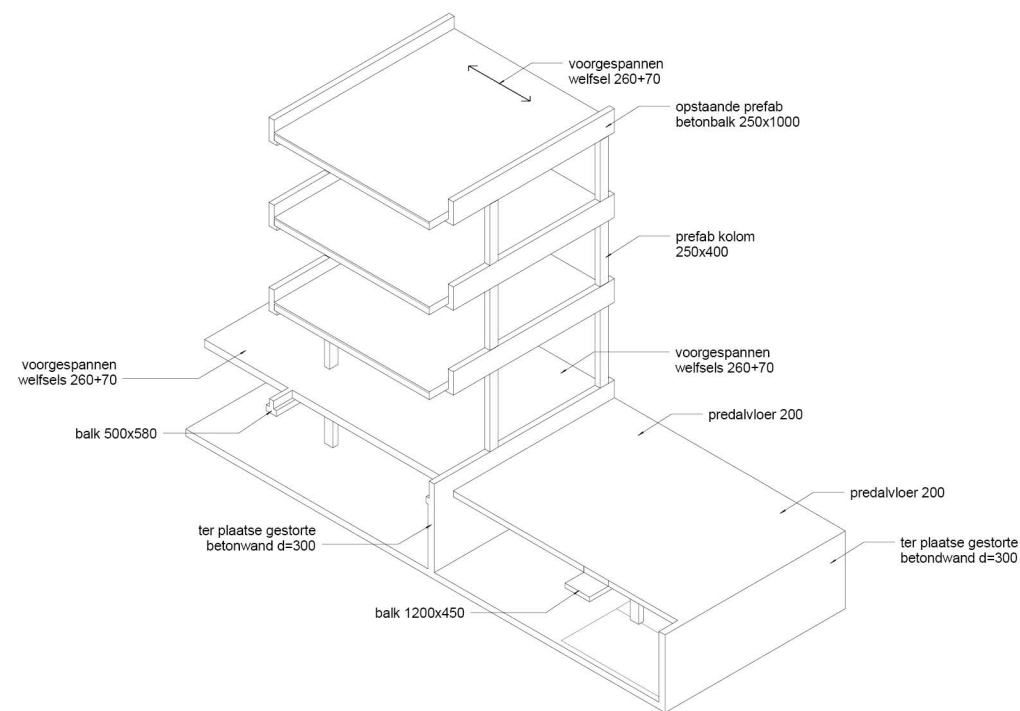 voorgespannen
welfsel 260+70
opstaande prefab
betonbalk 250x1000
prefab kolom
250x400
voorgespannen
welfsels 260+70
voorgespannen
welfsels 260+70
predalvloer 200
balk 500x580
predalvloer 200
ter plaatse gestorte
betonwand d=300
ter plaatse gestorte
betondwand d=300
balk 1200x450